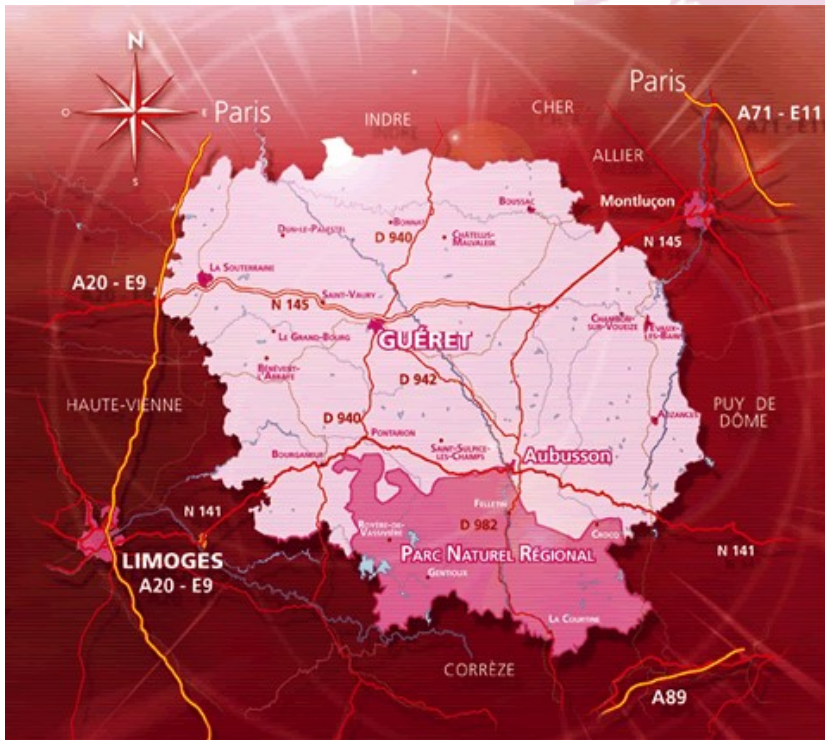 N
O
E
S
Paris
INDRE
CHER
Paris
A71 - E11
ALLIER
Montluçon
Boussac
Bonnat
Dun-le-Palestel
D 940
Châtelus-
Malvaleix
N 145
La Souterraine
A20 - E9
Saint-Vaury
N 145
Chambon-
sur-Voueize
Evaux-
les-Bains
Le Grand-Bourg
GUÉRET
Bénévent-
l'Abbaye
D 942
HAUTE-VIENNE
PUY DE
DÔME
Auzances
D 940
Pontarion
Saint-Sulpice-
les-Champs
Bourganeuf
Aubusson
N 141
Felletin
Royère-de-
Vassivière
D 982
Crocq
N 141
Parc Naturel Régional
LIMOGES
Gentioux
A20 - E9
La Courtine
CORRÈZE
A89